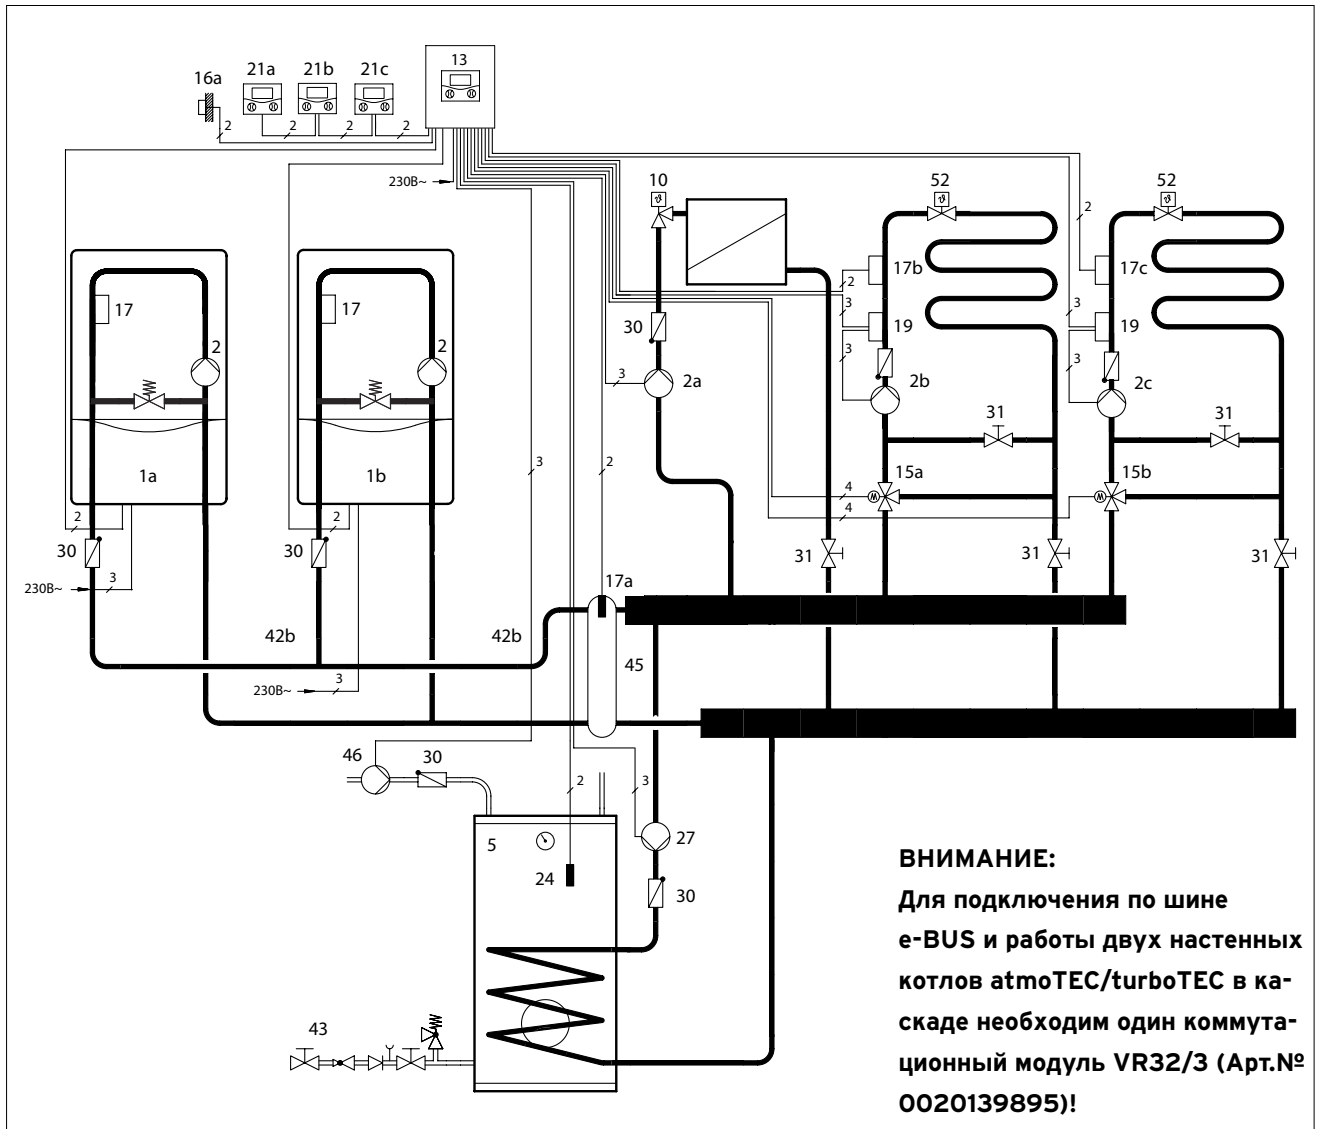 13
21a 21b 21c
16a
2 2 2 2
230В~
10 52 52
2
17b 17c
2
17 17
3 3
30 19 19
2 2
3 3
3 2a 2b 2c
31 31
1a 1b 3 2 15a 15b
4
4
2 2
30 30 31 31 31
230В~ 3
17a
42b 42b
45
3
230В~
46 30
2 3
5 27
24 30
43
ВНИМАНИЕ:
Для подключения по шине
e-BUS и работы двух настенных
котлов atmoTEC/turboTEC в ка-
скаде необходим один коммута-
ционный модуль VR32/3 (Арт.№
0020139895)!